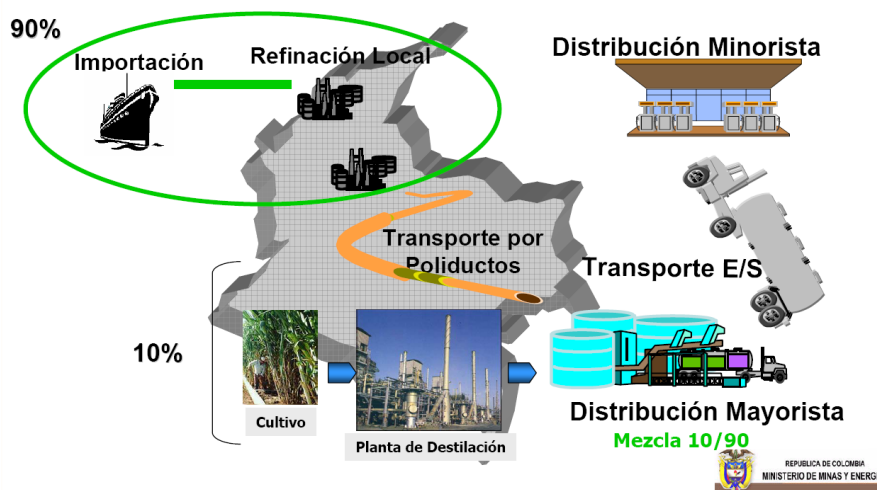 90%
Importación
Refinación Local
Distribución Minorista
Transporte por
Poliductos
Transporte E/S
10%
Cultivo
Planta de Destilación
Distribución Mayorista
Mezcla 10/90
REPUBLICA DE COLOMBIA
MINISTERIO DE MINAS Y ENERG